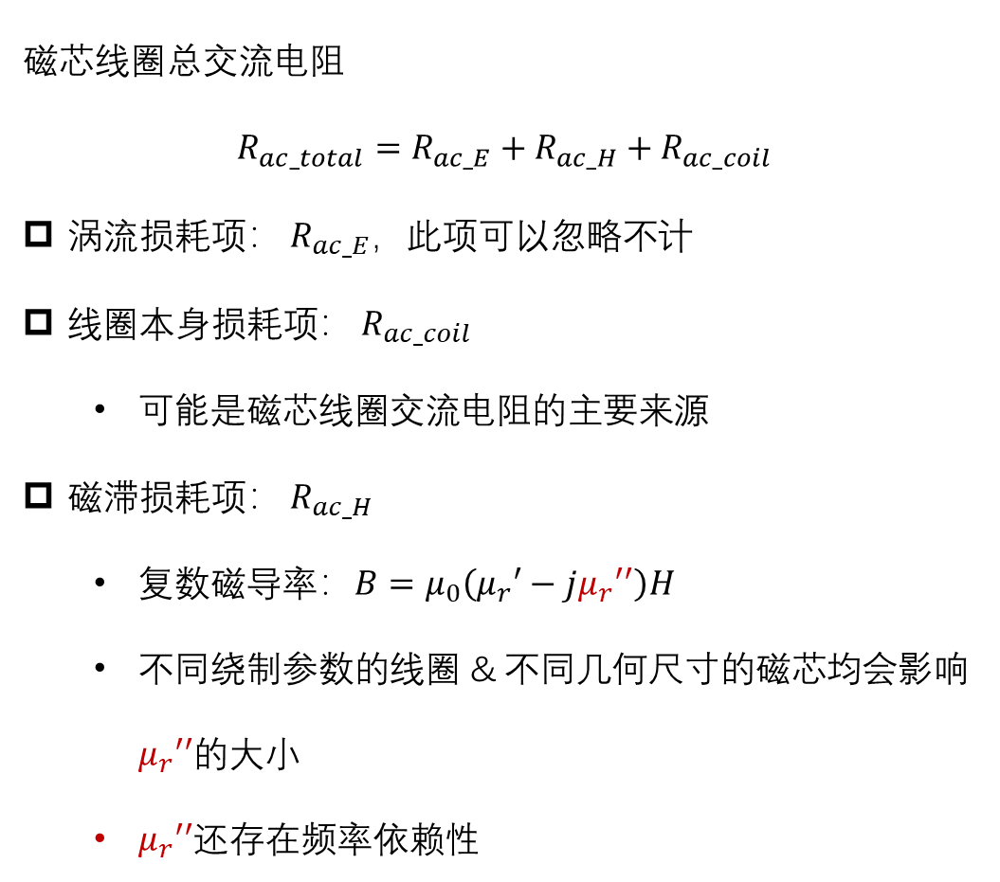 磁芯线圈总交流电阻
R_{ac\_total} = R_{ac\_E} + R_{ac\_H} + R_{ac\_coil}
涡流损耗项： R_{ac\_E}，此项可以忽略不计
线圈本身损耗项： R_{ac\_coil}
• 可能是磁芯线圈交流电阻的主要来源
磁滞损耗项： R_{ac\_H}
• 复数磁导率：B = μ_0(μ_r′ − jμ_r″)H
• 不同绕制参数的线圈 & 不同几何尺寸的磁芯均会影响
μ_r″的大小
• μ_r″还存在频率依赖性